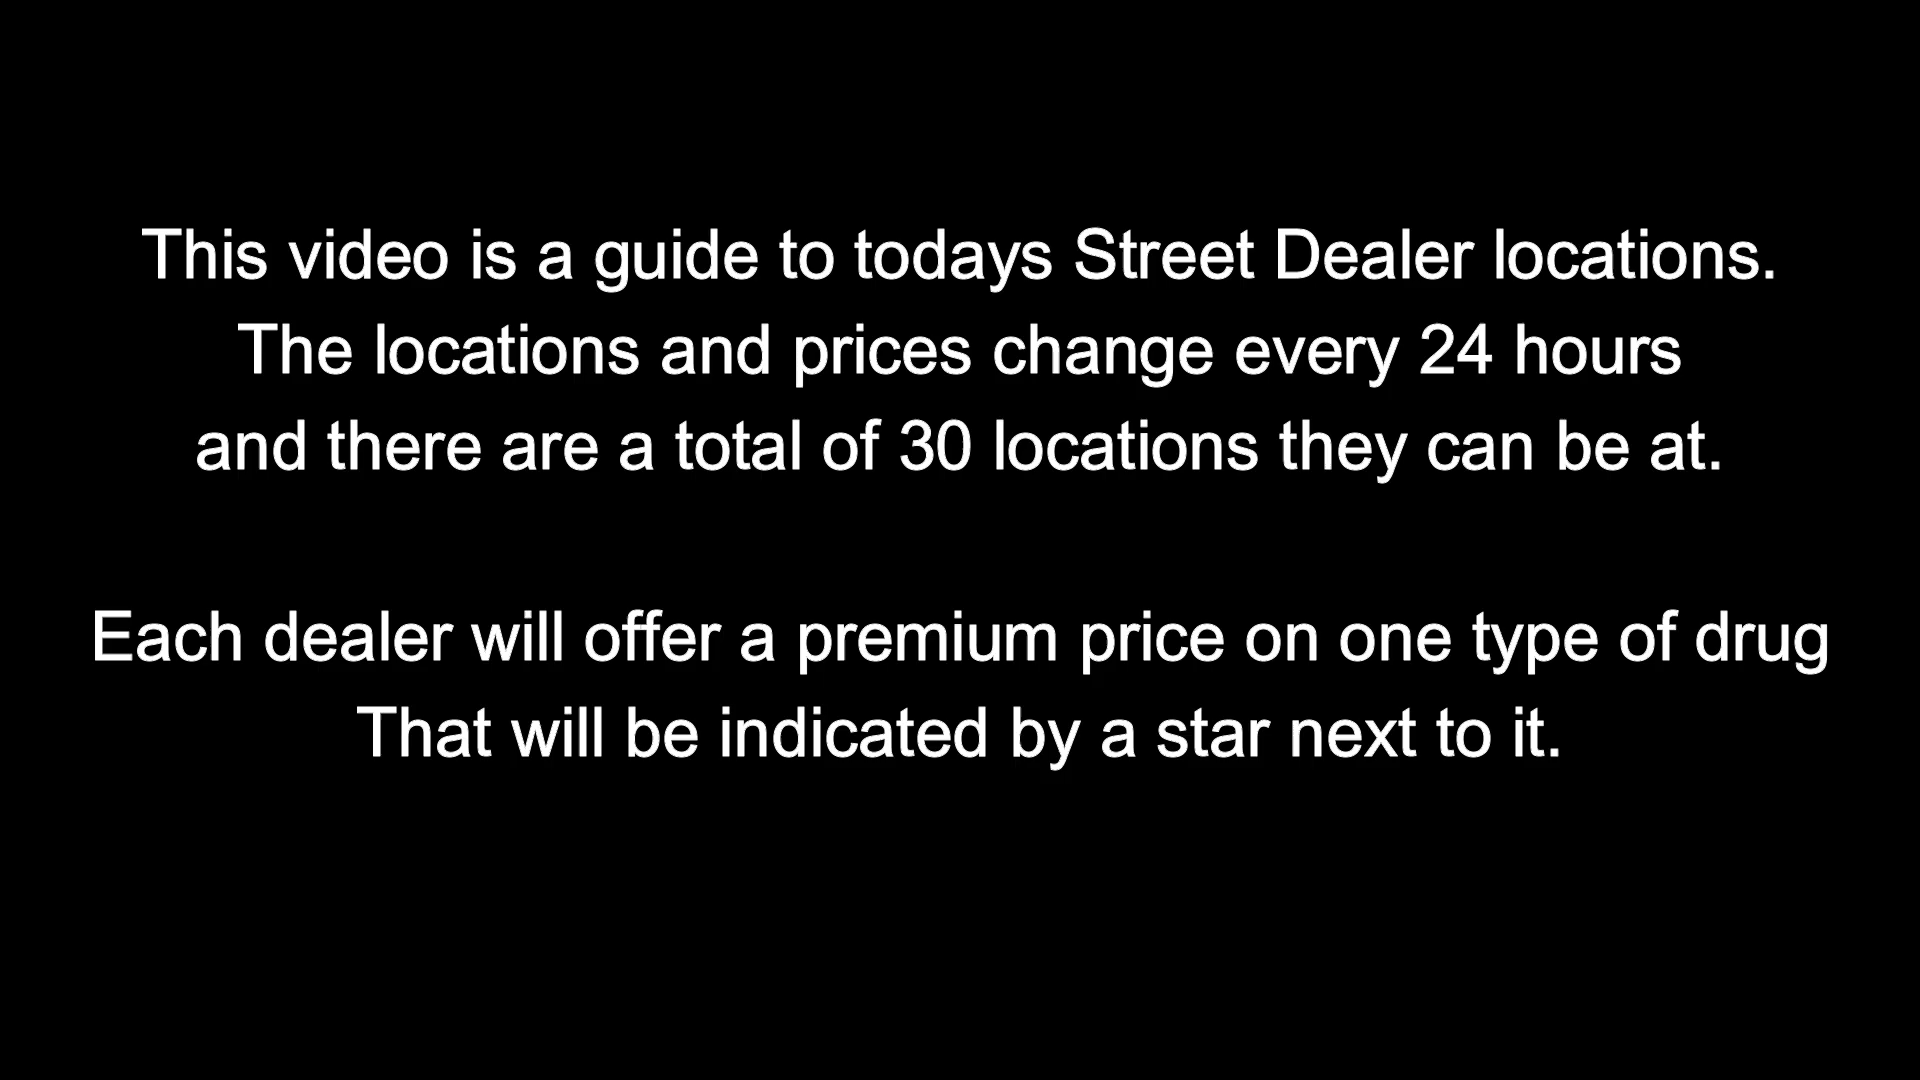 This video is a guide to todays Street Dealer locations.
The locations and prices change every 24 hours
and there are a total of 30 locations they can be at.
Each dealer will offer a premium price on one type of drug
That will be indicated by a star next to it.